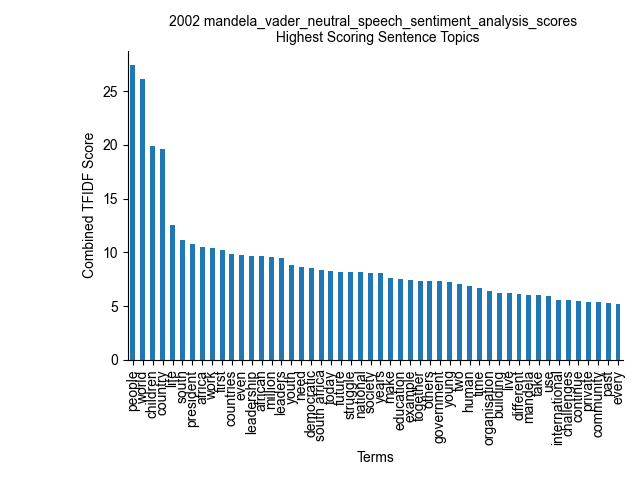 2002 mandela_vader_neutral_speech_sentiment_analysis_scores
Highest Scoring Sentence Topics
Combined TFIDF Score
25
20
15
10
5
0
people
world
children
country
life
south
president
africa
work
first
countries
even
leadership
african
million
leaders
youth
need
democratic
south africa
today
future
struggle
national
society
years
make
education
example
together
others
government
young
two
human
time
organisation
building
live
different
mandela
take
use
international
challenges
continue
private
community
past
every
Terms